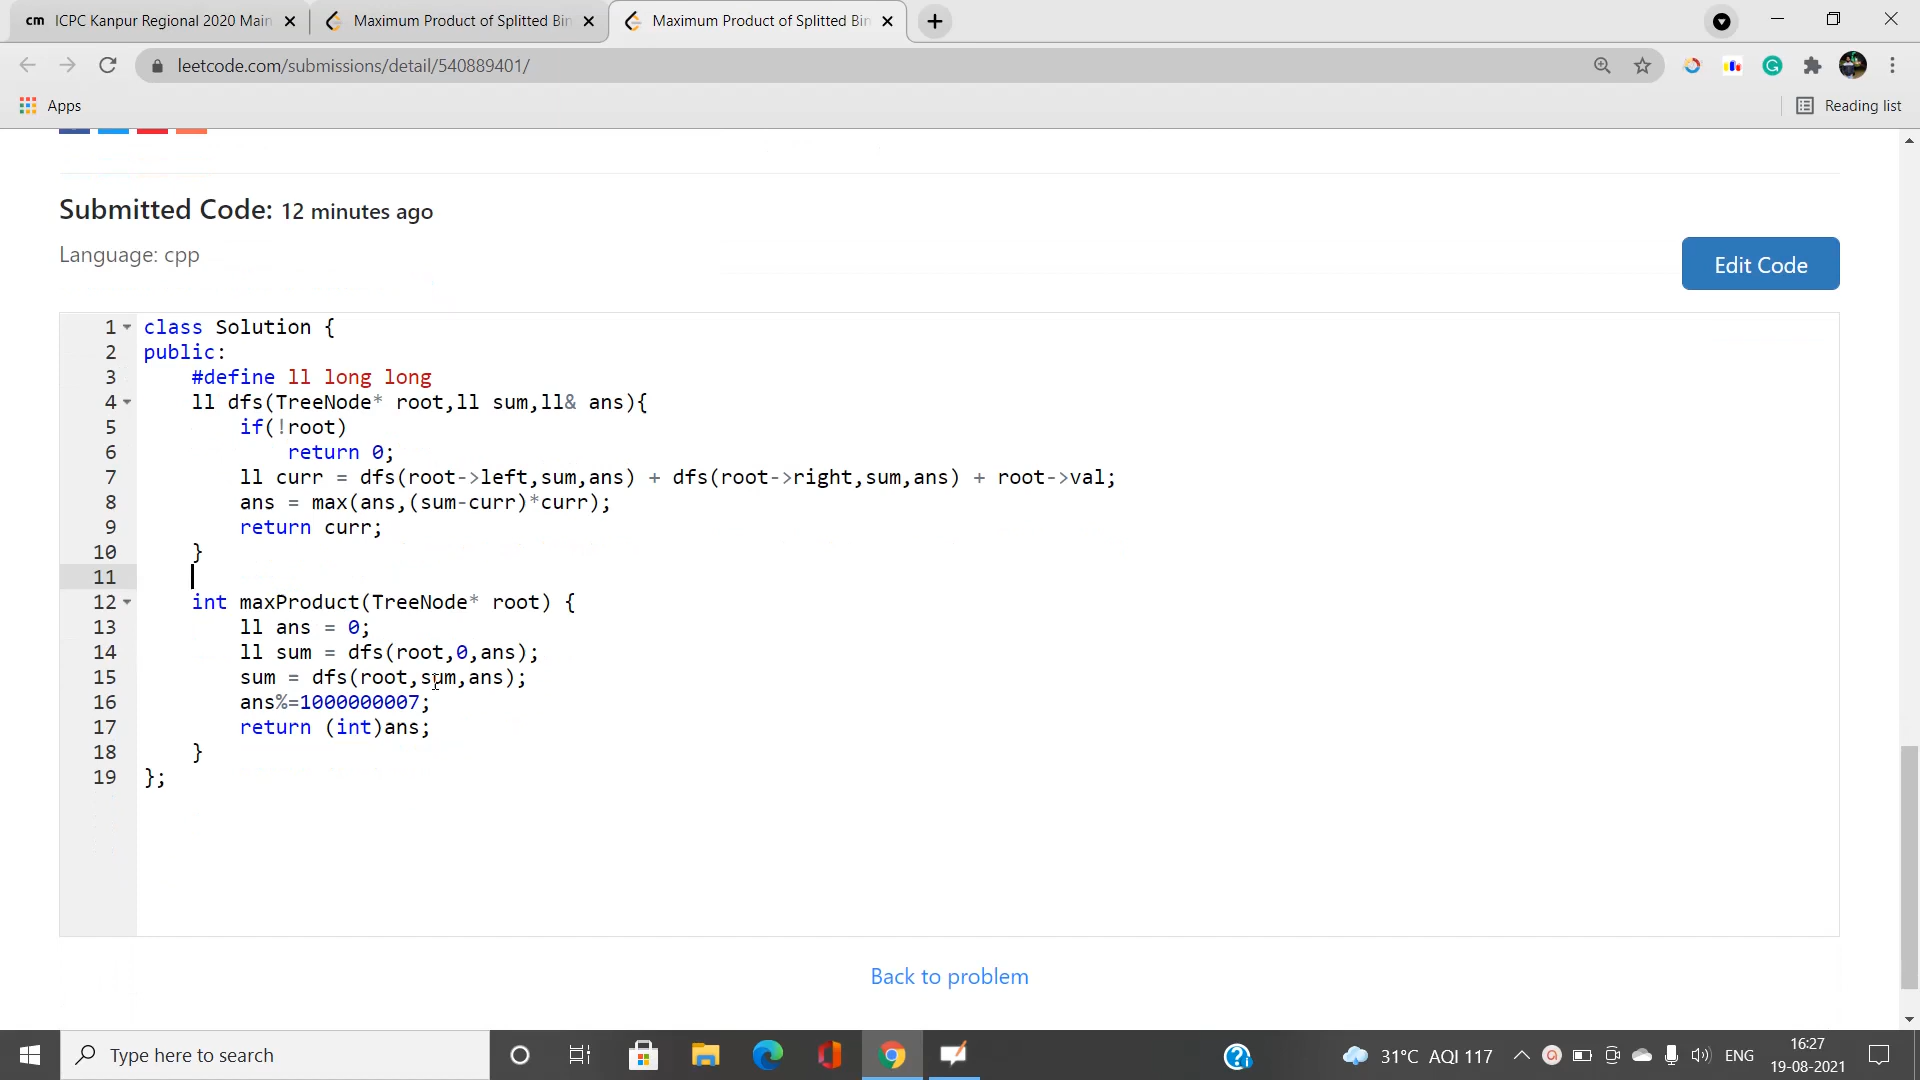 cm ICPC Kanpur Regional 2020 Main
Maximum Product of Splitted Bin
Maximum Product of Splitted Bin
leetcode.com/submissions/detail/540889401/
Apps
Reading list
Submitted Code: 12 minutes ago
Language: cpp
Edit Code
1 class Solution {
2 public:
3 #define ll long long
4 ll dfs(TreeNode* root,ll sum,ll& ans){
5 if(!root)
6 return 0;
7 ll curr = dfs(root->left,sum,ans) + dfs(root->right,sum,ans) + root->val;
8 ans = max(ans,(sum-curr)*curr);
9 return curr;
10 }
11
12 int maxProduct(TreeNode* root) {
13 ll ans = 0;
14 ll sum = dfs(root,0,ans);
15 sum = dfs(root,sum,ans);
16 ans%=1000000007;
17 return (int)ans;
18 }
19 };
Back to problem
Type here to search
31°C AQI 117
ENG
16:27
19-08-2021